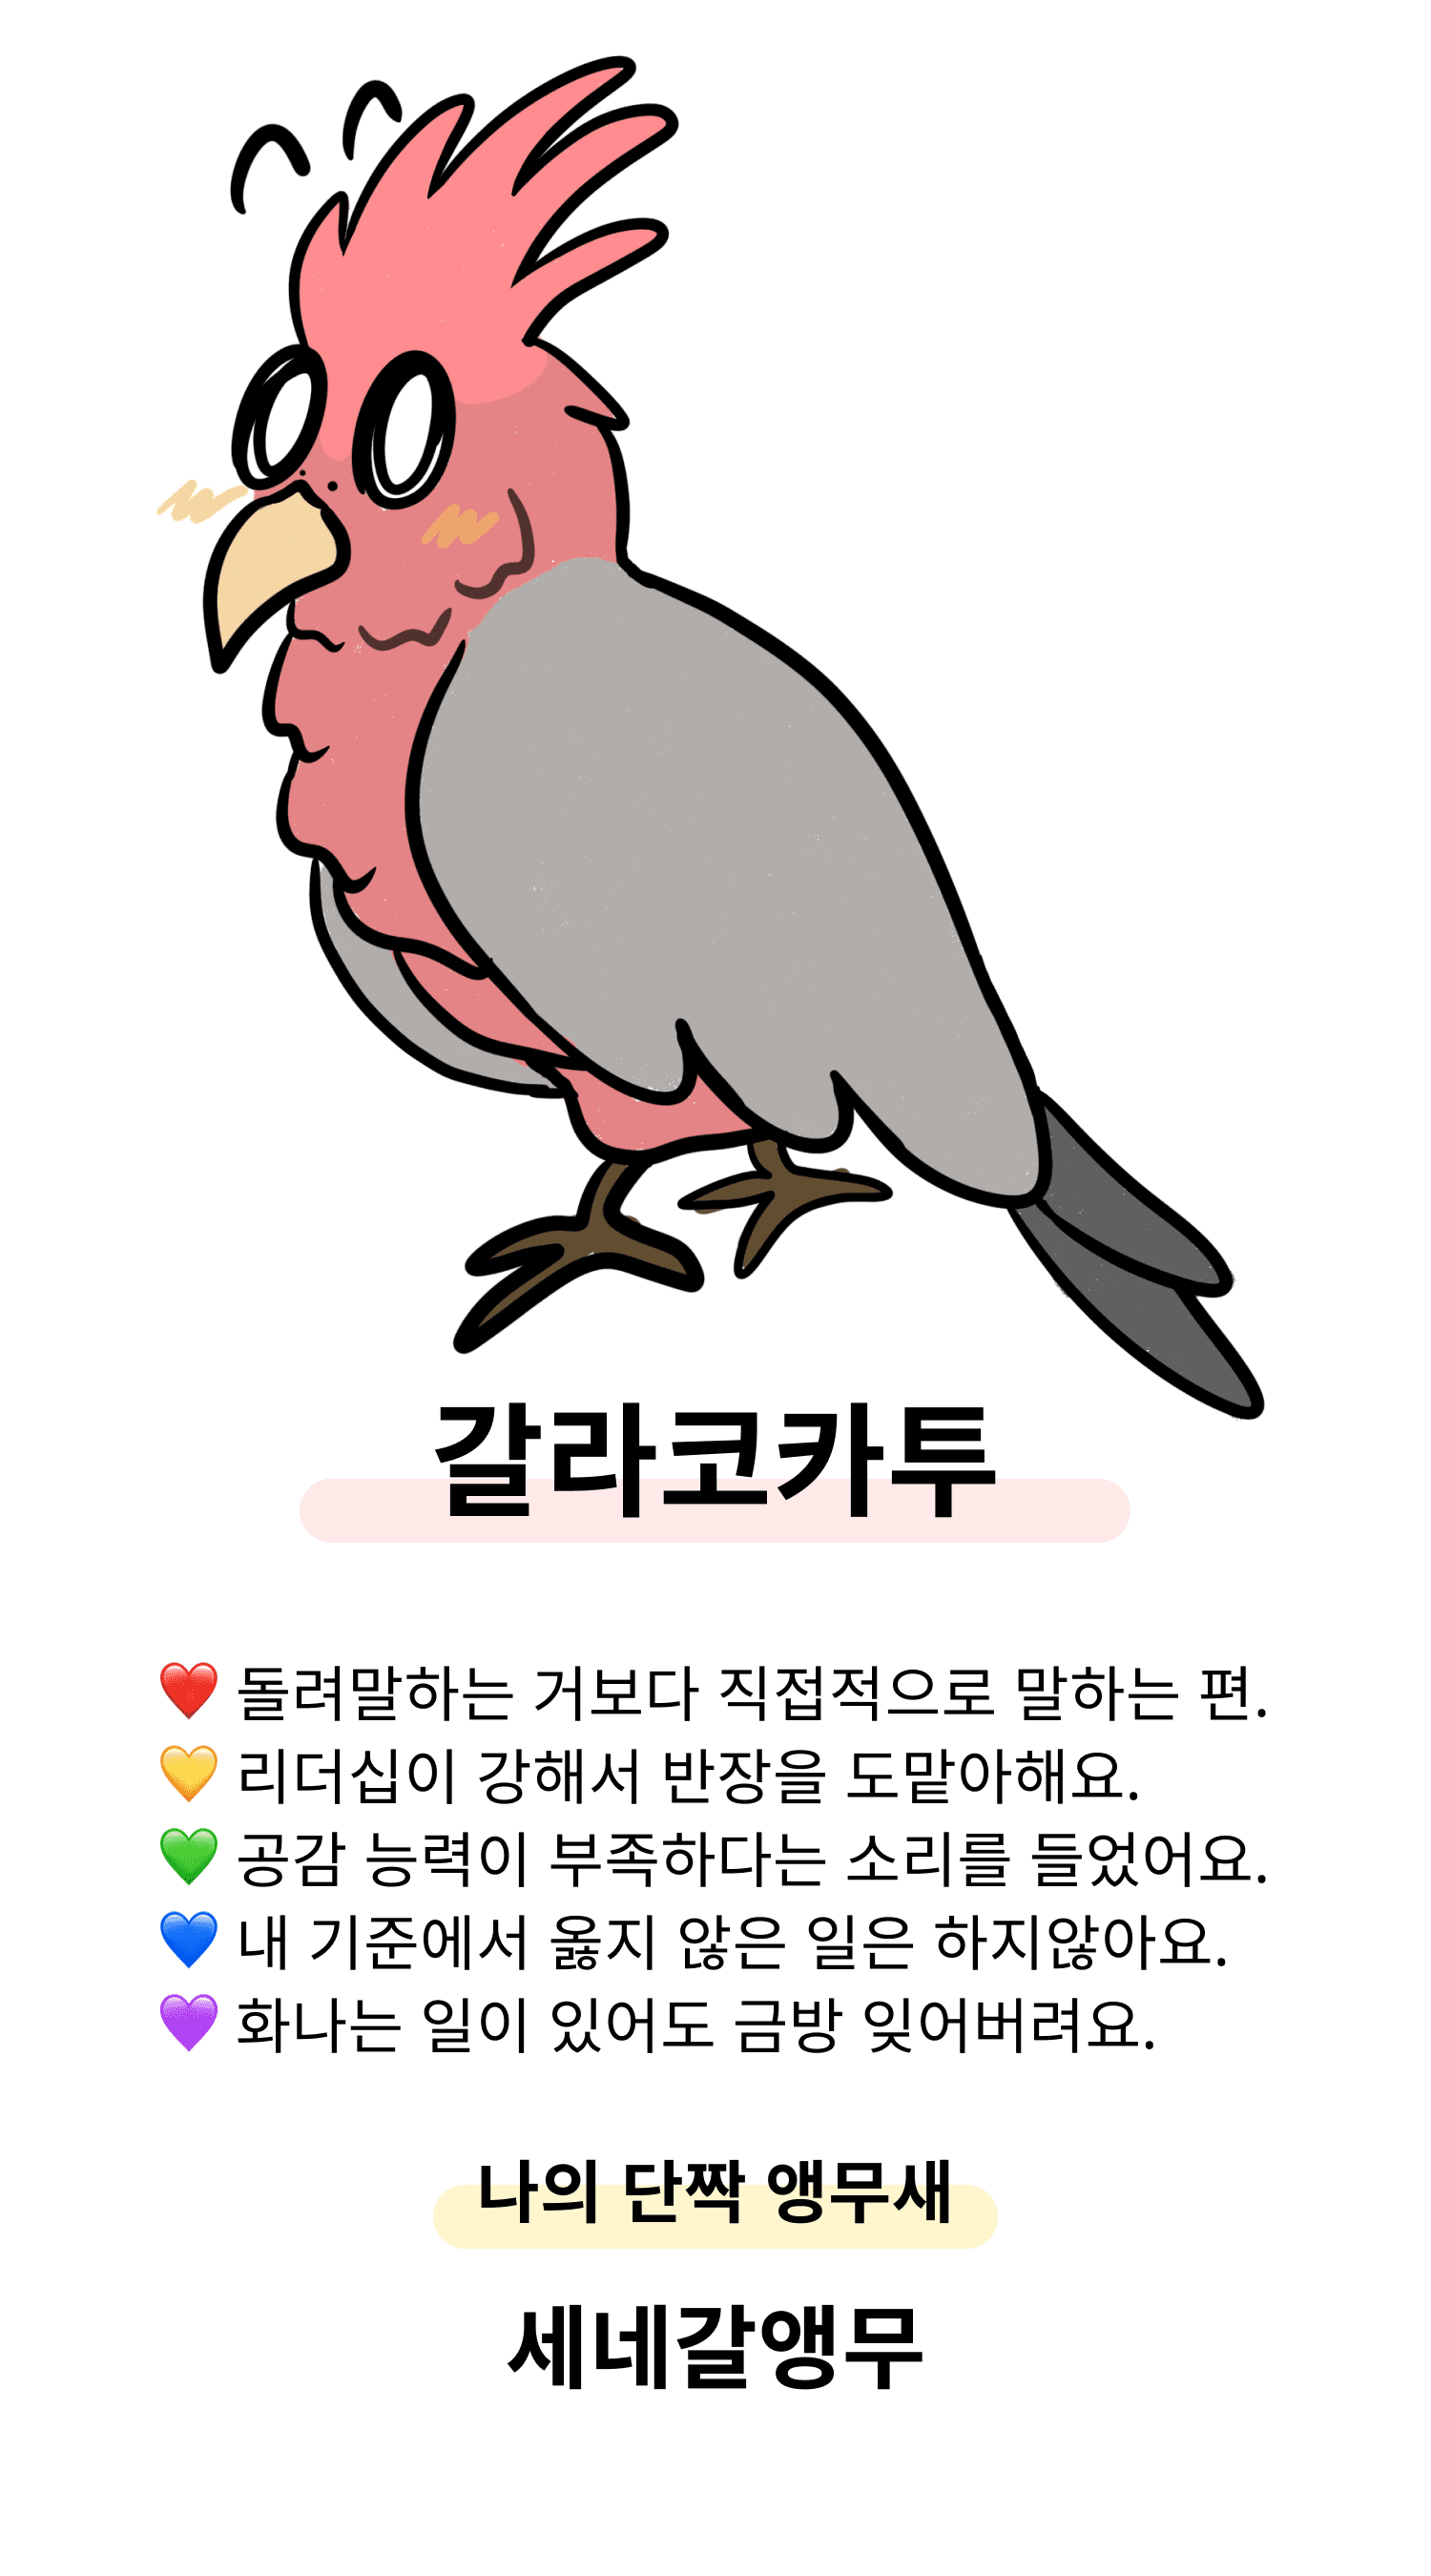 갈라코카투
❤️ 돌려말하는 거보다 직접적으로 말하는 편.
💛 리더십이 강해서 반장을 도맡아해요.
💚 공감 능력이 부족하다는 소리를 들었어요.
💙 내 기준에서 옳지 않은 일은 하지않아요.
💜 화나는 일이 있어도 금방 잊어버려요.
나의 단짝 앵무새
세네갈앵무